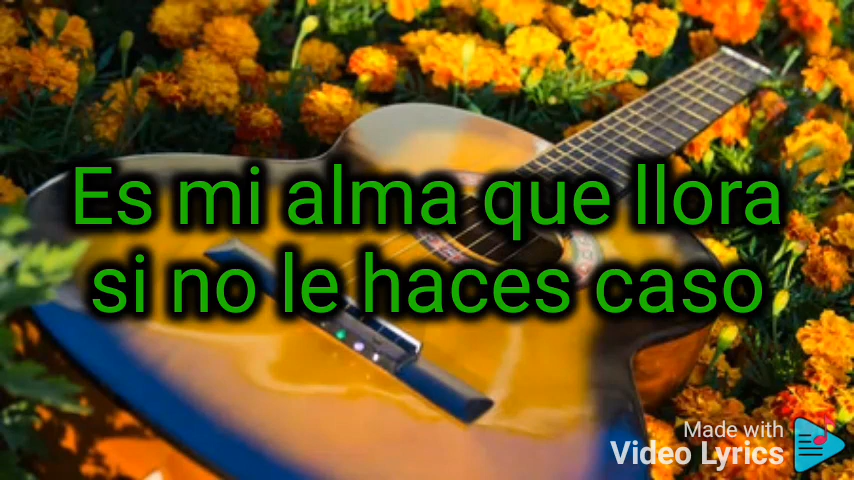 Es mi alma que llora
si no le haces caso
Made with
Video Lyrics